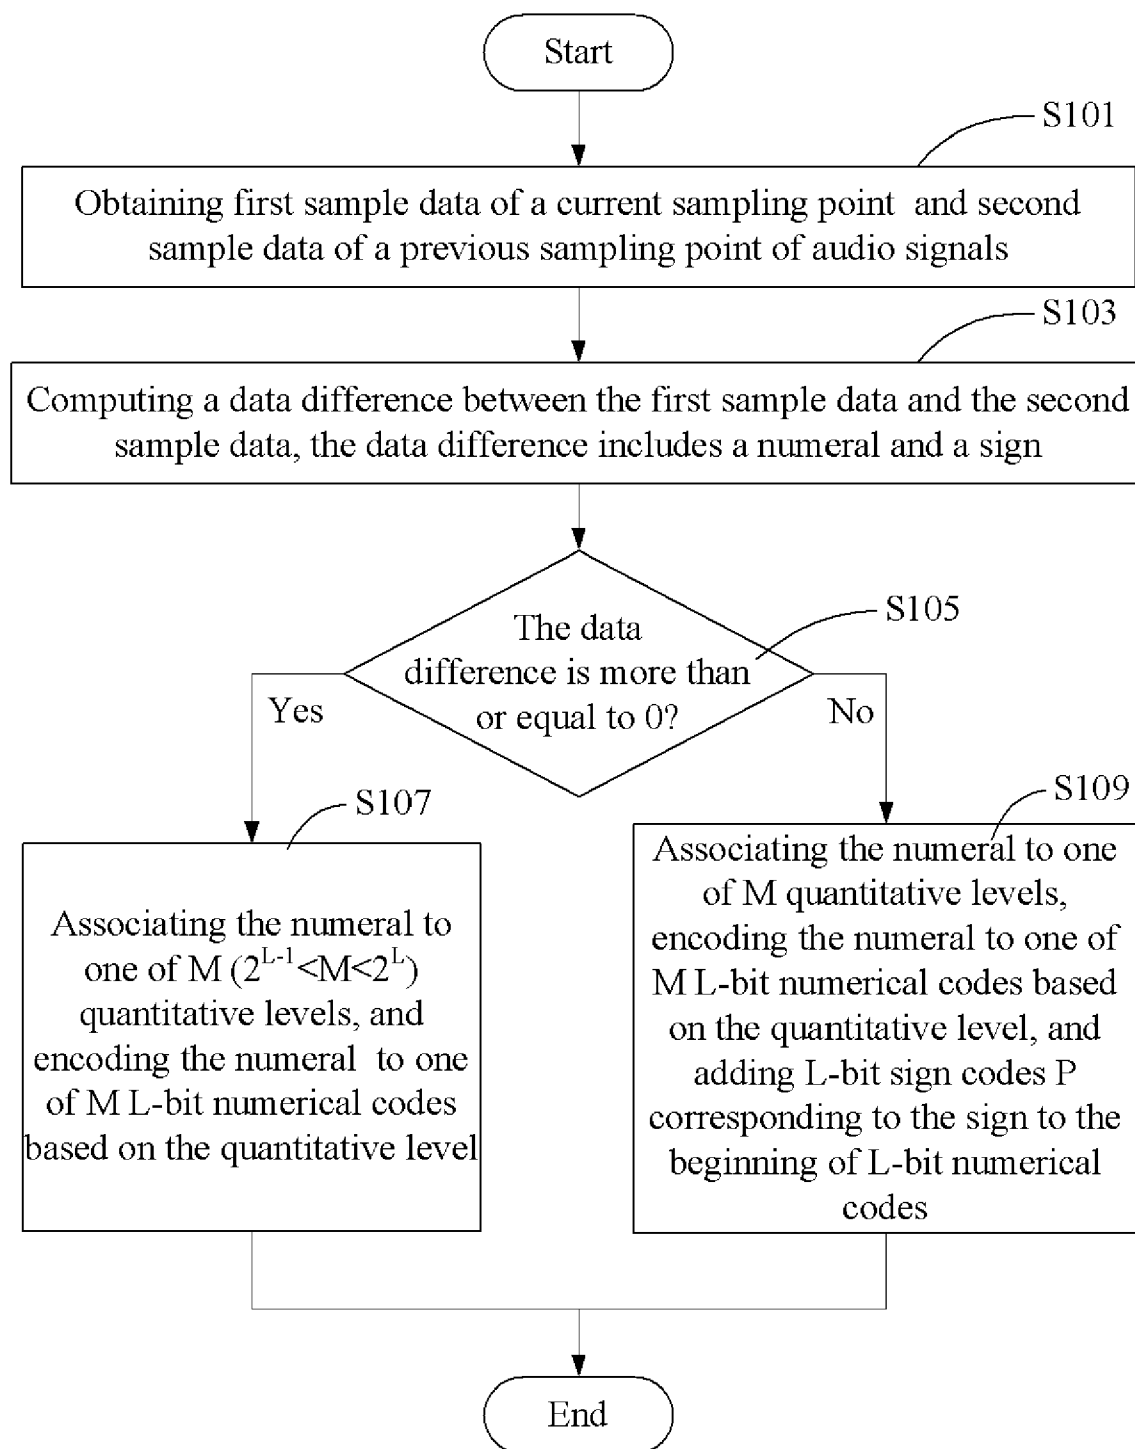 Start
S101
Obtaining first sample data of a current sampling point and second
sample data of a previous sampling point of audio signals
S103
Computing a data difference between the first sample data and the second
sample data, the data difference includes a numeral and a sign
S105
The data
difference is more than
or equal to 0?
Yes
No
S107
Associating the numeral to
one of M (2^{L-1}<M<2^L)
quantitative levels, and
encoding the numeral to one
of M L-bit numerical codes
based on the quantitative level
S109
Associating the numeral to one
of M quantitative levels,
encoding the numeral to one of
M L-bit numerical codes based
on the quantitative level, and
adding L-bit sign codes P
corresponding to the sign to the
beginning of L-bit numerical
codes
End